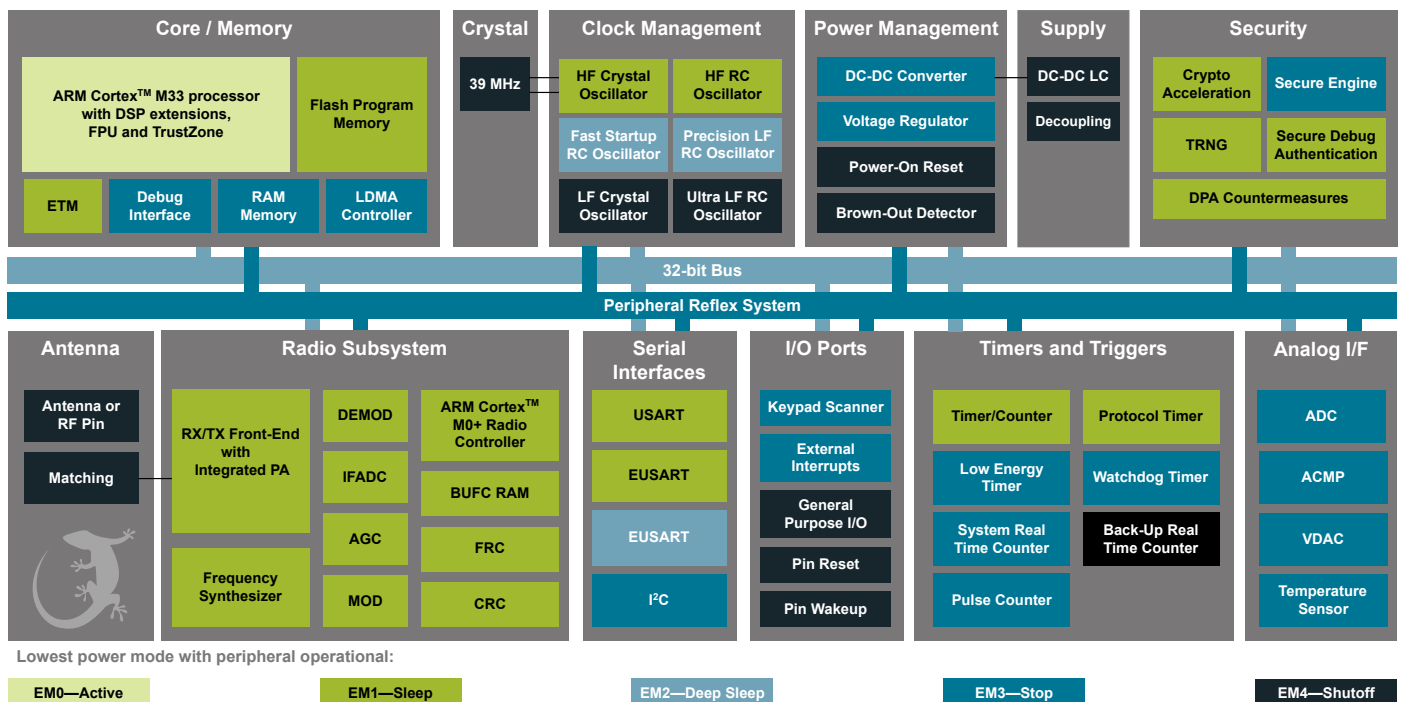 Core / Memory
ARM Cortex™ M33 processor
with DSP extensions,
FPU and TrustZone
Flash Program
Memory
ETM
Debug
Interface
RAM
Memory
LDMA
Controller
Crystal
39 MHz
Clock Management
HF Crystal
Oscillator
HF RC
Oscillator
Fast Startup
RC Oscillator
Precision LF
RC Oscillator
LF Crystal
Oscillator
Ultra LF RC
Oscillator
Power Management
DC-DC Converter
Voltage Regulator
Power-On Reset
Brown-Out Detector
Supply
DC-DC LC
Decoupling
Security
Crypto
Acceleration
Secure Engine
TRNG
Secure Debug
Authentication
DPA Countermeasures
32-bit Bus
Peripheral Reflex System
Antenna
Antenna or
RF Pin
Matching
Radio Subsystem
RX/TX Front-End
with
Integrated PA
Frequency
Synthesizer
DEMOD
IFADC
AGC
MOD
ARM Cortex™
M0+ Radio
Controller
BUFC RAM
FRC
CRC
Serial
Interfaces
USART
EUSART
EUSART
I²C
I/O Ports
Keypad Scanner
External
Interrupts
General
Purpose I/O
Pin Reset
Pin Wakeup
Timers and Triggers
Timer/Counter
Protocol Timer
Low Energy
Timer
Watchdog Timer
System Real
Time Counter
Back-Up Real
Time Counter
Pulse Counter
Analog I/F
ADC
ACMP
VDAC
Temperature
Sensor
Lowest power mode with peripheral operational:
EM0—Active
EM1—Sleep
EM2—Deep Sleep
EM3—Stop
EM4—Shutoff